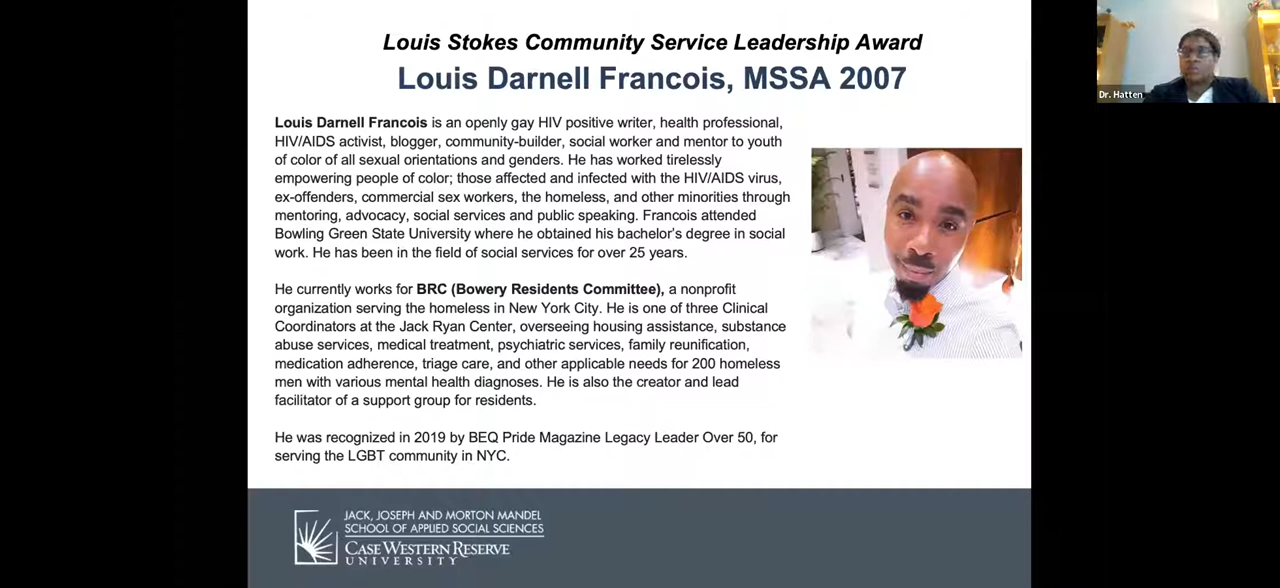 Louis Stokes Community Service Leadership Award
Louis Darnell Francois, MSSA 2007
Louis Darnell Francois is an openly gay HIV positive writer, health professional,
HIV/AIDS activist, blogger, community-builder, social worker and mentor to youth
of color of all sexual orientations and genders. He has worked tirelessly
empowering people of color; those affected and infected with the HIV/AIDS virus,
ex-offenders, commercial sex workers, the homeless, and other minorities through
mentoring, advocacy, social services and public speaking. Francois attended
Bowling Green State University where he obtained his bachelor's degree in social
work. He has been in the field of social services for over 25 years.
He currently works for BRC (Bowery Residents Committee), a nonprofit
organization serving the homeless in New York City. He is one of three Clinical
Coordinators at the Jack Ryan Center, overseeing housing assistance, substance
abuse services, medical treatment, psychiatric services, family reunification,
medication adherence, triage care, and other applicable needs for 200 homeless
men with various mental health diagnoses. He is also the creator and lead
facilitator of a support group for residents.
He was recognized in 2019 by BEQ Pride Magazine Legacy Leader Over 50, for
serving the LGBT community in NYC.
JACK, JOSEPH AND MORTON MANDEL
SCHOOL OF APPLIED SOCIAL SCIENCES
CASE WESTERN RESERVE
UNIVERSITY
Dr. Hatten